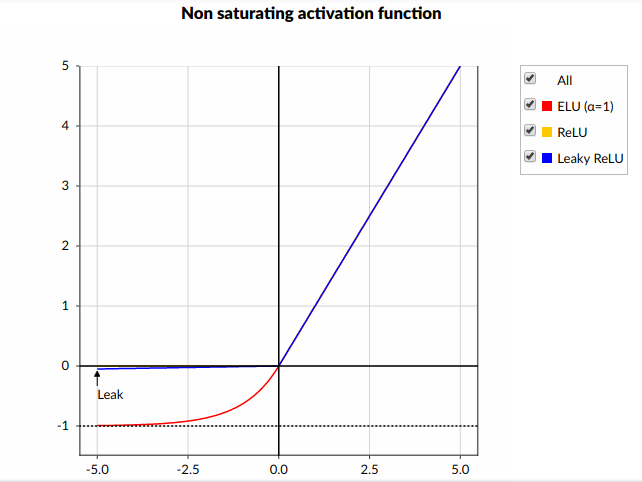 Non saturating activation function
5
4
3
2
1
0
-1
-5.0 -2.5 0.0 2.5 5.0
Leak
All
ELU (α=1)
ReLU
Leaky ReLU